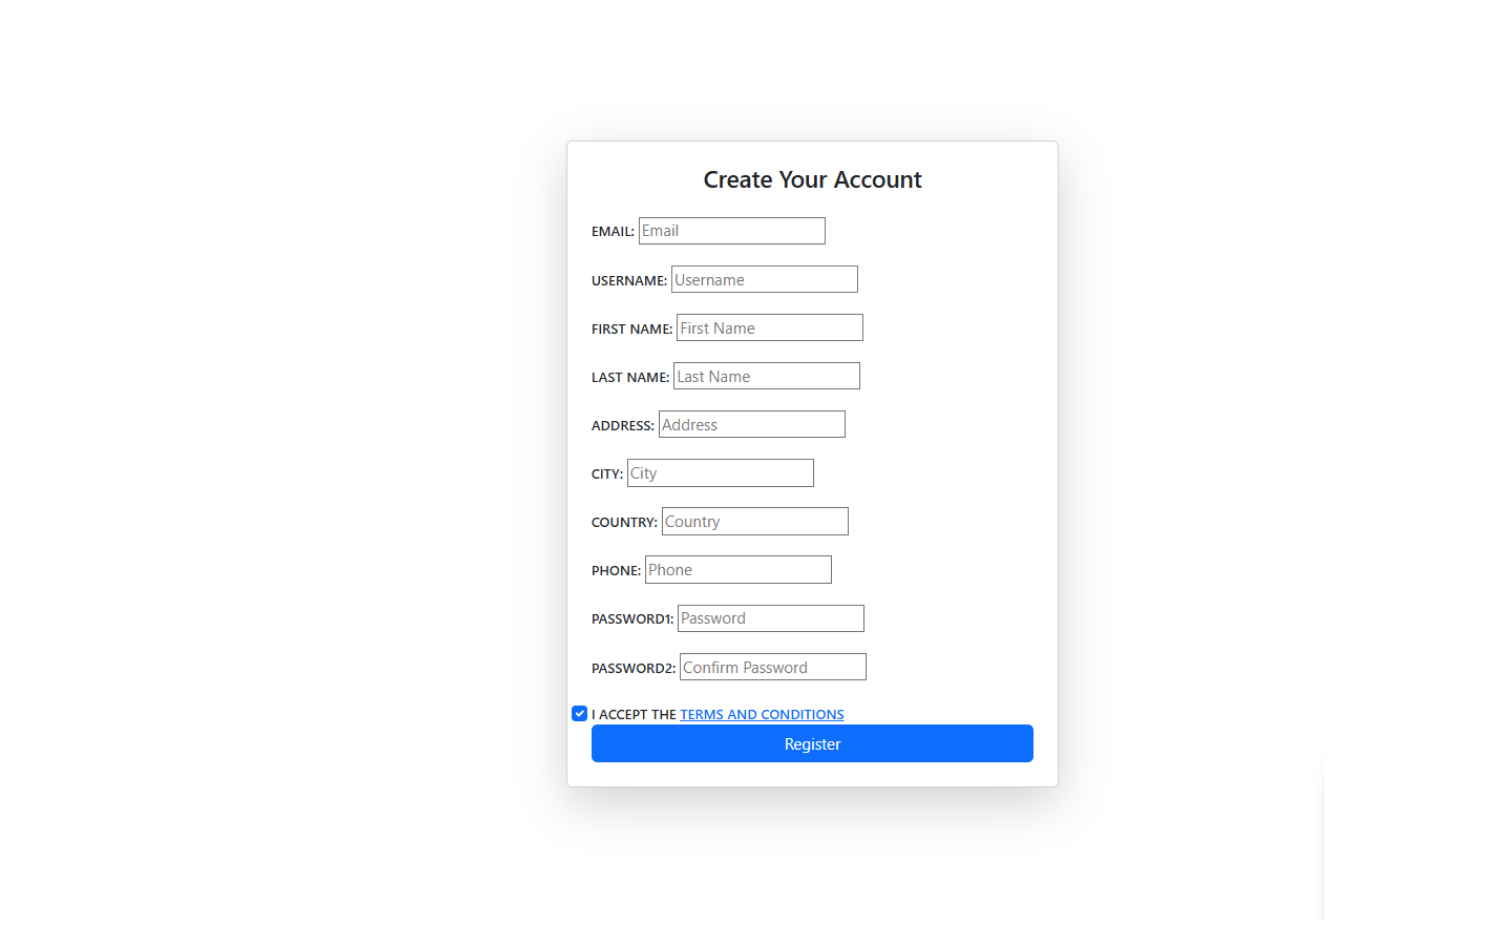 Create Your Account
EMAIL: Email
USERNAME: Username
FIRST NAME: First Name
LAST NAME: Last Name
ADDRESS: Address
CITY: City
COUNTRY: Country
PHONE: Phone
PASSWORD1: Password
PASSWORD2: Confirm Password
I ACCEPT THE TERMS AND CONDITIONS
Register